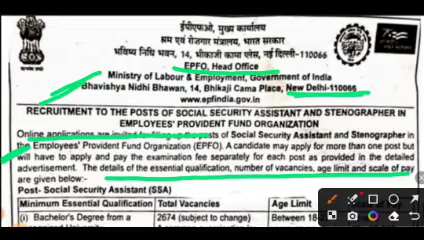 ईपीएफओ, मुख्य कार्यालय
श्रम एवं रोजगार मंत्रालय, भारत सरकार
भविष्य निधि भवन, 14, भीकाजी कामा प्लेस, नई दिल्ली-110066
EPFO, Head Office
Ministry of Labour & Employment, Government of India
Bhavishya Nidhi Bhawan, 14, Bhikaji Cama Place, New Delhi-110066
www.epfindia.gov.in
RECRUITMENT TO THE POSTS OF SOCIAL SECURITY ASSISTANT AND STENOGRAPHER IN
EMPLOYEES' PROVIDENT FUND ORGANIZATION
Online applications are invited for filling up the posts of Social Security Assistant and Stenographer in
the Employees' Provident Fund Organization (EPFO). A candidate may apply for more than one post but
will have to apply and pay the examination fee separately for each post as provided in the detailed
advertisement. The details of the essential qualification, number of vacancies, age limit and scale of pay
are given below:-
Post- Social Security Assistant (SSA)
Minimum Essential Qualification Total Vacancies Age Limit
(i) Bachelor's Degree from a 2674 (subject to change) Between 18-